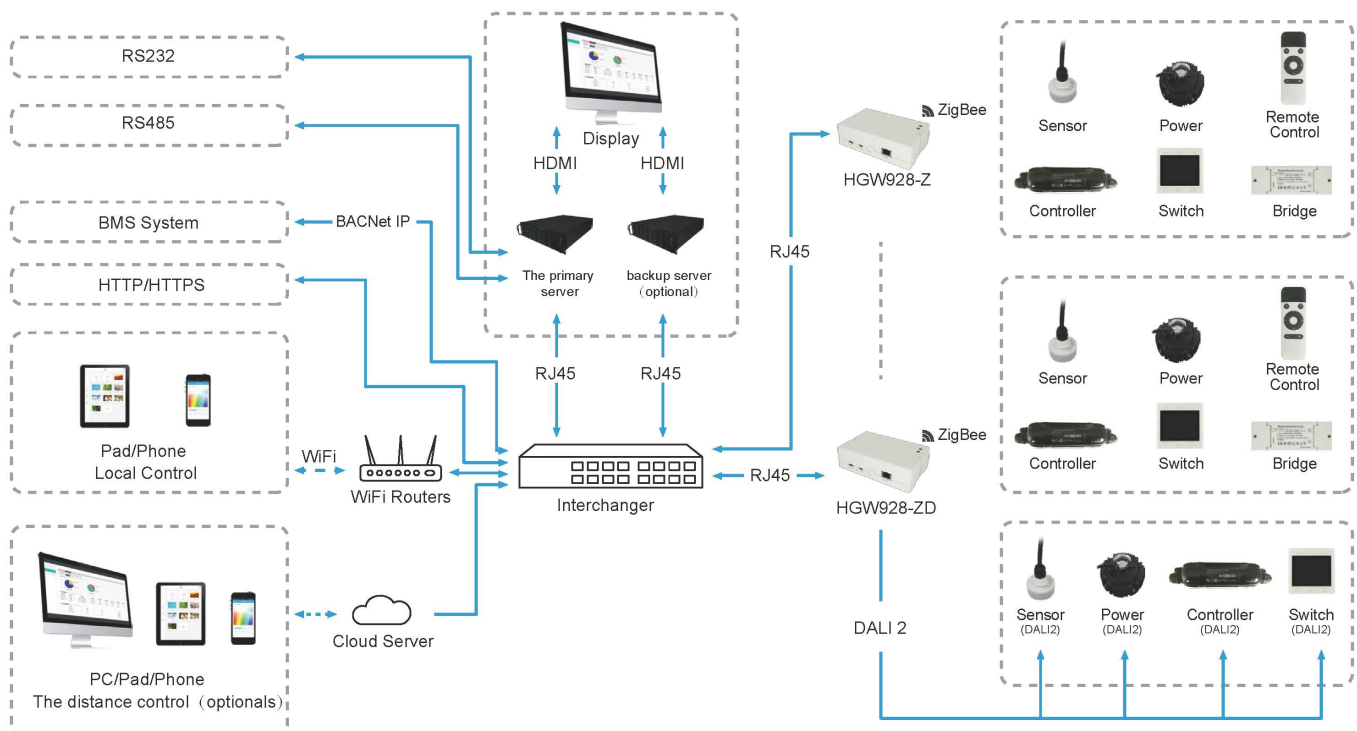 RS232
RS485
BMS System
HTTP/HTTPS
BACNet IP
Pad/Phone
Local Control
WiFi
WiFi Routers
PC/Pad/Phone
The distance control（optionals）
Cloud Server
Display
HDMI
HDMI
The primary
server
backup server
（optional）
RJ45
RJ45
Interchanger
RJ45
RJ45
ZigBee
HGW928-Z
ZigBee
HGW928-ZD
DALI 2
Sensor
Power
Remote
Control
Controller
Switch
Bridge
Sensor
Power
Remote
Control
Controller
Switch
Bridge
Sensor
(DALI2)
Power
(DALI2)
Controller
(DALI2)
Switch
(DALI2)